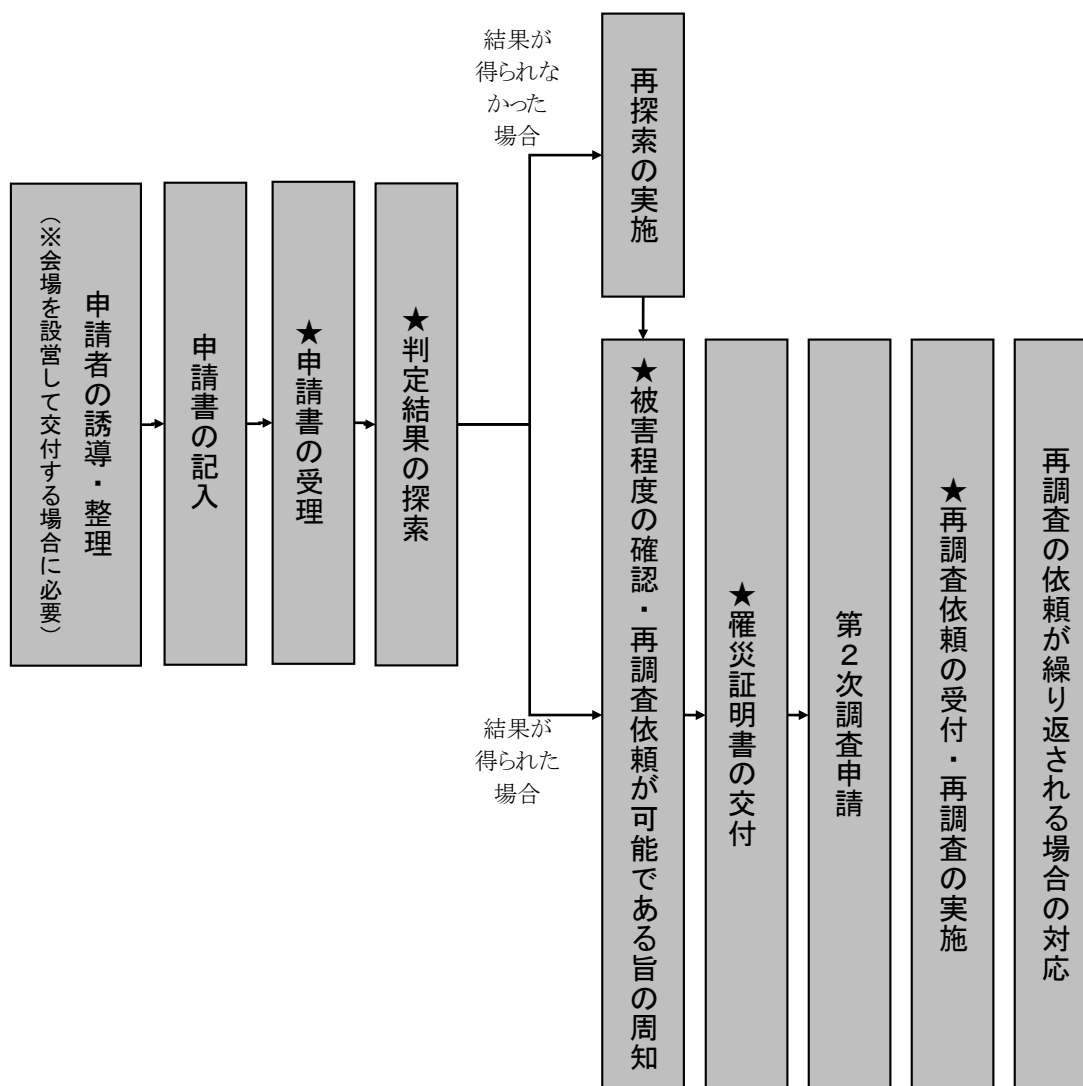 申請者の誘導・整理
（※会場を設営して交付する場合に必要）
申請書の記入
★申請書の受理
★判定結果の探索
結果が
得られな
かった
場合
再探索の実施
結果が
得られた
場合
★被害程度の確認・再調査依頼が可能である旨の周知
★罹災証明書の交付
第２次調査申請
★再調査依頼の受付・再調査の実施
再調査の依頼が繰り返される場合の対応